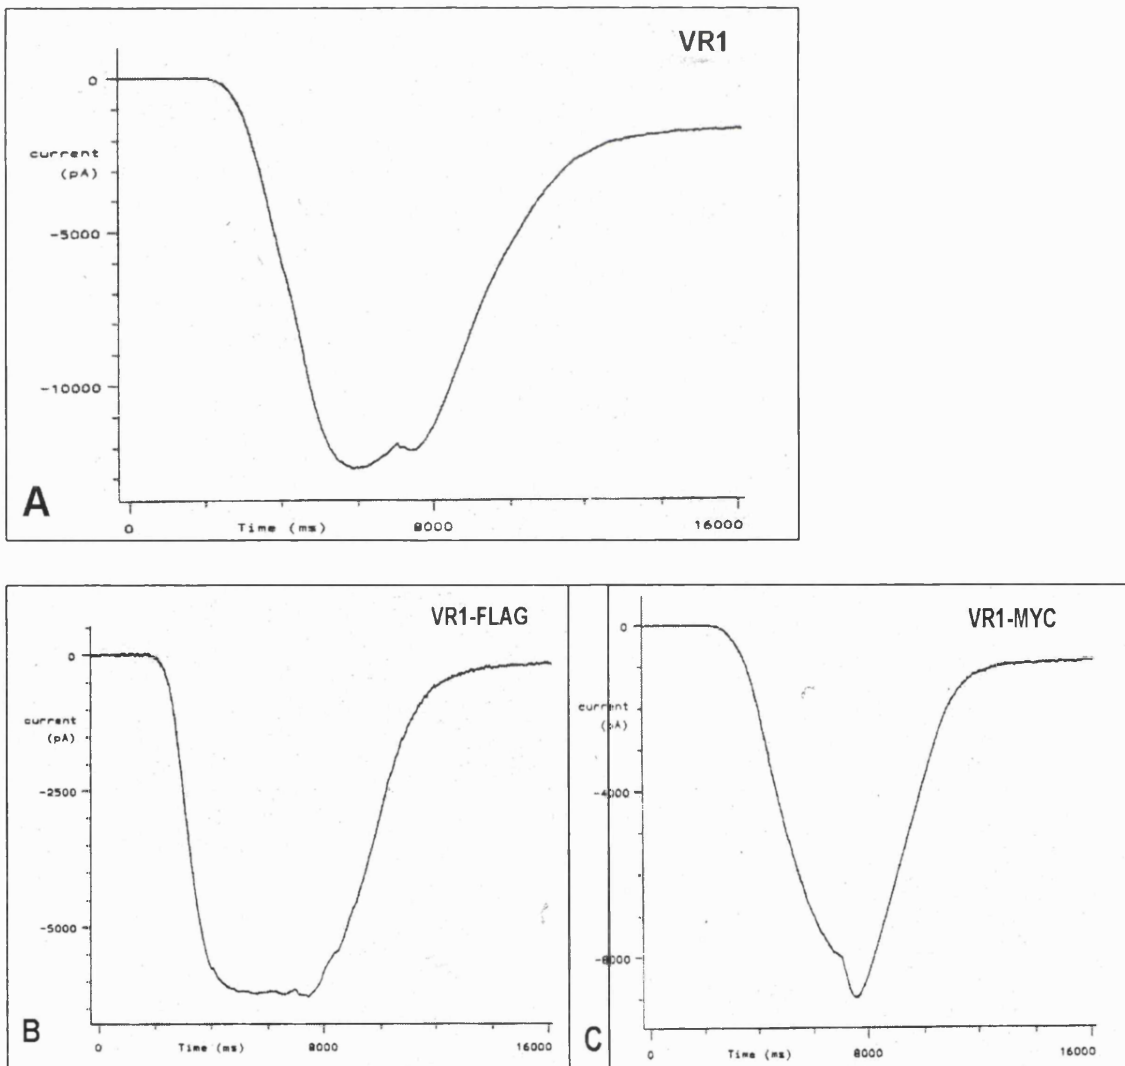 VR1
0
current
(pA)
-5000
-10000
A
0
Time (ms)
8000
16000
VR1-FLAG
0
current
(pA)
-2500
-5000
B
0
Time (ms)
8000
16000
VR1-MYC
0
current
(pA)
-4000
-8000
C
0
Time (ms)
8000
16000